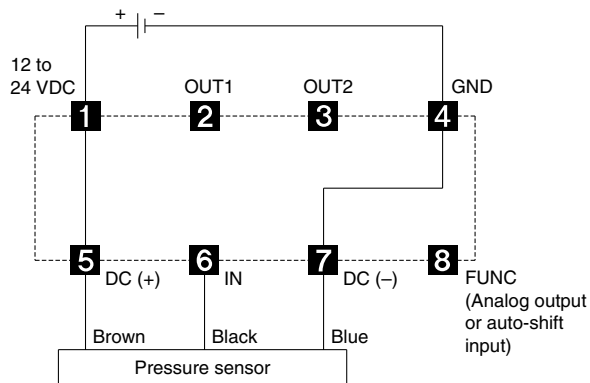 + –
12 to
24 VDC
OUT1
OUT2
GND
1
2
3
4
5
6
7
8
DC (+)
IN
DC (–)
FUNC
(Analog output
or auto-shift
input)
Brown
Black
Blue
Pressure sensor